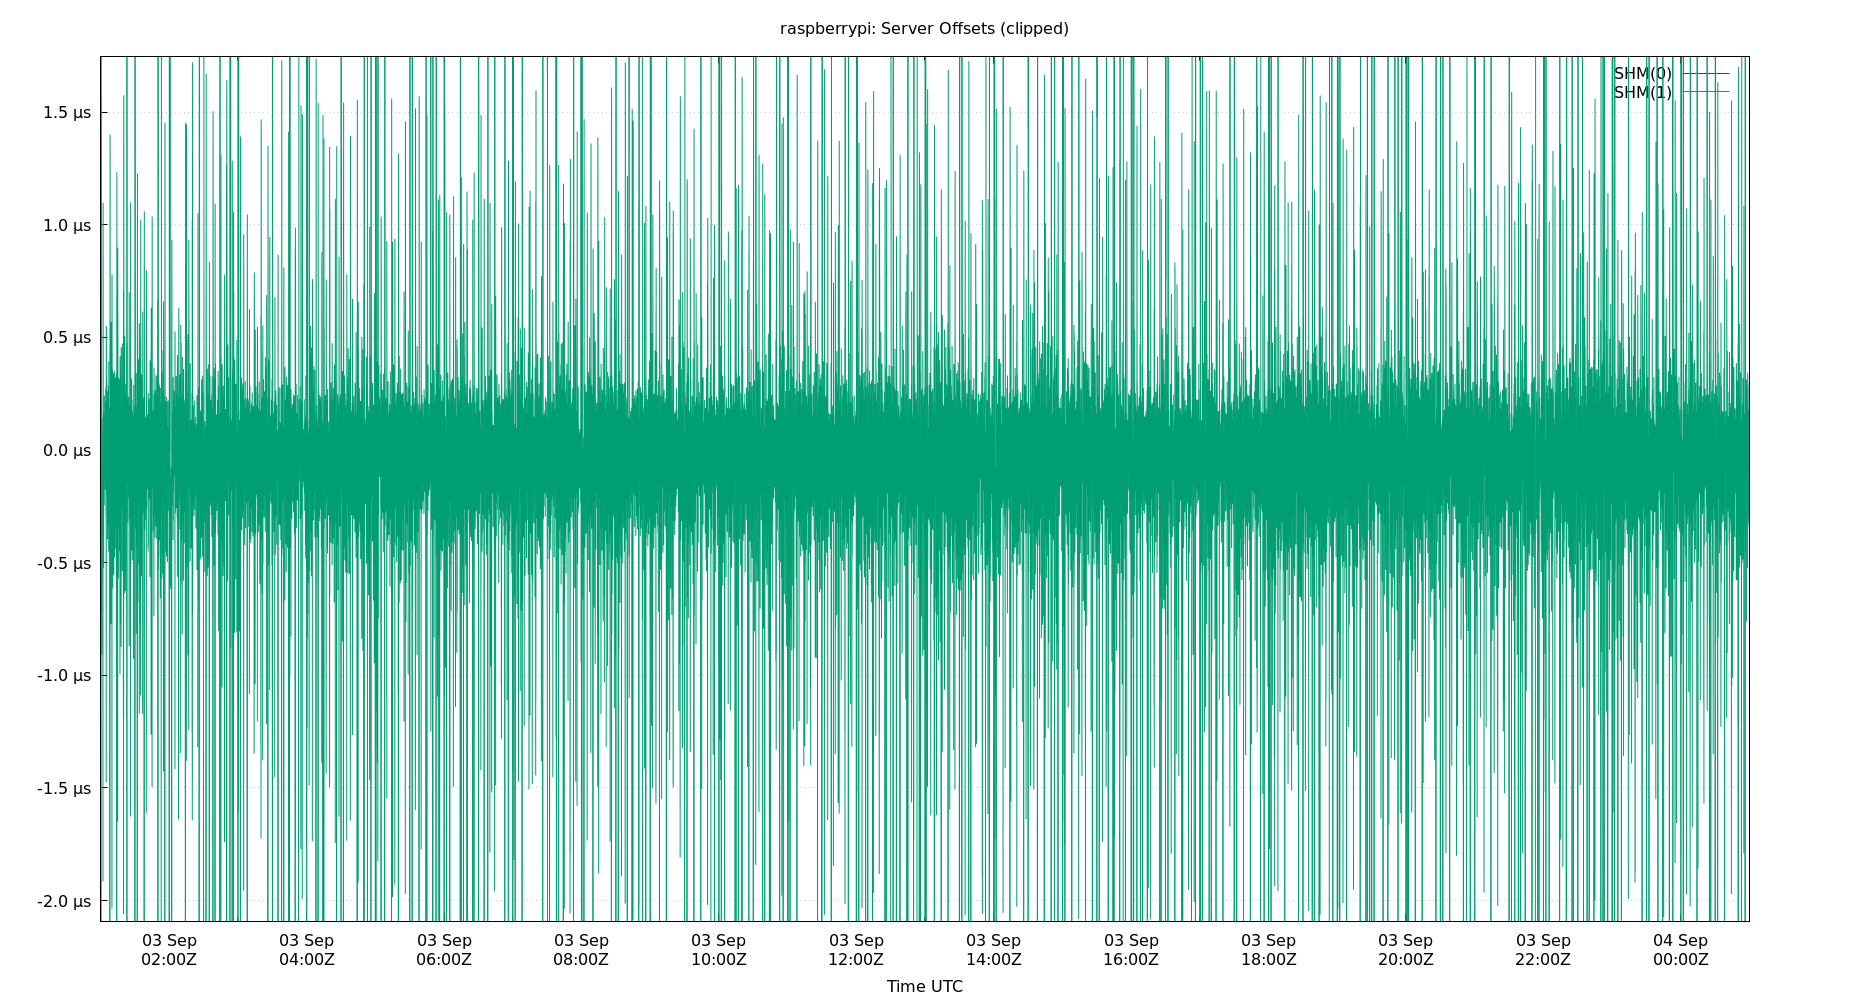 raspberrypi: Server Offsets (clipped)
SHM(0)
SHM(1)
1.5 µs
1.0 µs
0.5 µs
0.0 µs
-0.5 µs
-1.0 µs
-1.5 µs
-2.0 µs
03 Sep 03 Sep 03 Sep 03 Sep 03 Sep 03 Sep 03 Sep 03 Sep 03 Sep 03 Sep 03 Sep 04 Sep
02:00Z 04:00Z 06:00Z 08:00Z 10:00Z 12:00Z 14:00Z 16:00Z 18:00Z 20:00Z 22:00Z 00:00Z
Time UTC